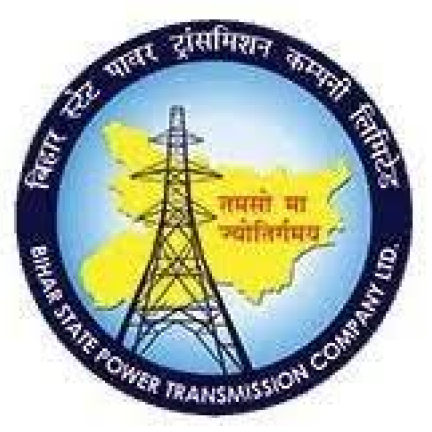 बिहार स्टेट पावर ट्रांसमिशन कम्पनी लिमिटेड
तमसो मा
ज्योतिर्गमय
BIHAR STATE POWER TRANSMISSION COMPANY LTD.